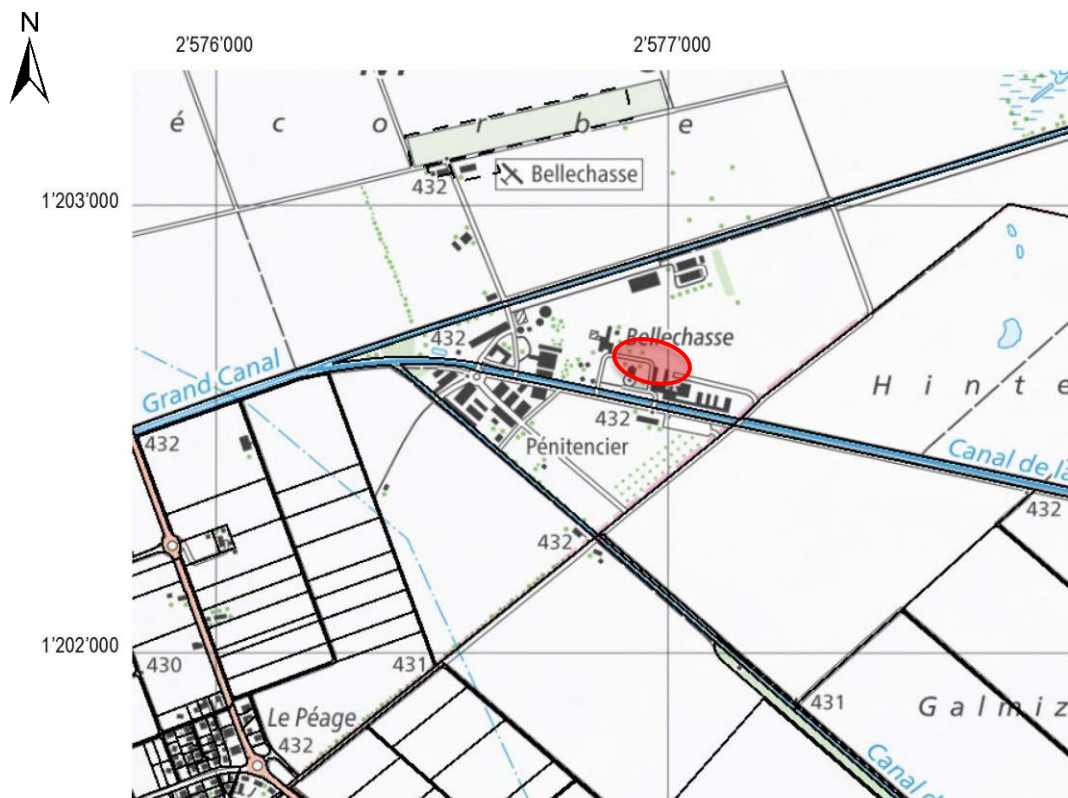 N
2'576'000
2'577'000
é c o r b e
Bellechasse
432
1'203'000
432
Bellechasse
Grand Canal
432
432
H i n t e
Pénitencier
Canal de la
432
432
1'202'000
430
431
431
Le Péage
432
G a l m i z
Canal d